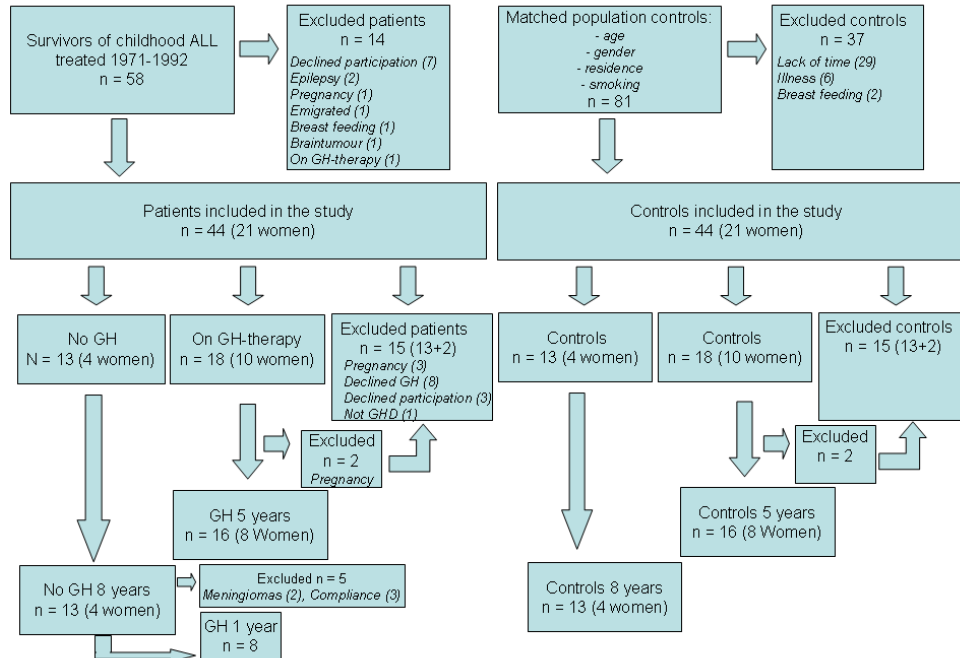 Survivors of childhood ALL
treated 1971-1992
n = 58
Excluded patients
n = 14
Declined participation (7)
Epilepsy (2)
Pregnancy (1)
Emigrated (1)
Breast feeding (1)
Braintumour (1)
On GH-therapy (1)
Matched population controls:
- age
- gender
- residence
- smoking
n = 81
Excluded controls
n = 37
Lack of time (29)
Illness (6)
Breast feeding (2)
Patients included in the study
n = 44 (21 women)
Controls included in the study
n = 44 (21 women)
No GH
N = 13 (4 women)
On GH-therapy
n = 18 (10 women)
Excluded patients
n = 15 (13+2)
Pregnancy (3)
Declined GH (8)
Declined participation (3)
Not GHD (1)
Controls
n = 13 (4 women)
Controls
n = 18 (10 women)
Excluded controls
n = 15 (13+2)
Excluded
n = 2
Pregnancy
Excluded
n = 2
GH 5 years
n = 16 (8 Women)
Controls 5 years
n = 16 (8 Women)
No GH 8 years
n = 13 (4 women)
Excluded n = 5
Meningiomas (2), Compliance (3)
Controls 8 years
n = 13 (4 women)
GH 1 year
n = 8